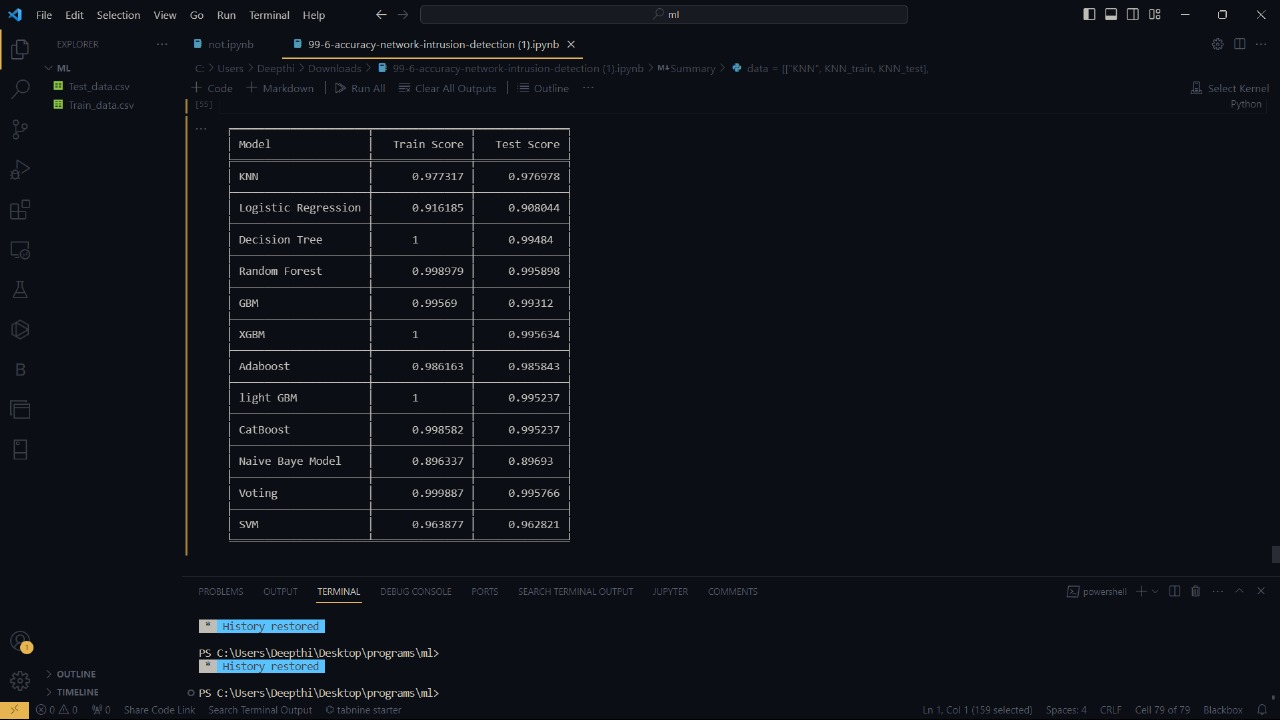 File Edit Selection View Go Run Terminal Help ml
EXPLORER ··· not.ipynb 99-6-accuracy-network-intrusion-detection (1).ipynb
ML C: > Users > Deepthi > Downloads > 99-6-accuracy-network-intrusion-detection (1).ipynb > M↓Summary > data = [["KNN", KNN_train, KNN_test],
Test_data.csv + Code + Markdown Run All Clear All Outputs Outline ··· Select Kernel
Train_data.csv [55] Python
Model Train Score Test Score
KNN 0.977317 0.976978
Logistic Regression 0.916185 0.908044
Decision Tree 1 0.99484
Random Forest 0.998979 0.995898
GBM 0.99569 0.99312
XGBM 1 0.995634
Adaboost 0.986163 0.985843
light GBM 1 0.995237
CatBoost 0.998582 0.995237
Naive Baye Model 0.896337 0.89693
Voting 0.999887 0.995766
SVM 0.963877 0.962821
PROBLEMS OUTPUT TERMINAL DEBUG CONSOLE PORTS SEARCH TERMINAL OUTPUT JUPYTER COMMENTS powershell
* History restored
PS C:\Users\Deepthi\Desktop\programs\ml>
* History restored
PS C:\Users\Deepthi\Desktop\programs\ml>
OUTLINE
TIMELINE
0 0 0 Share Code Link Search Terminal Output © tabnine starter Ln 1, Col 1 (159 selected) Spaces: 4 CRLF Cell 79 of 79 Blackbox